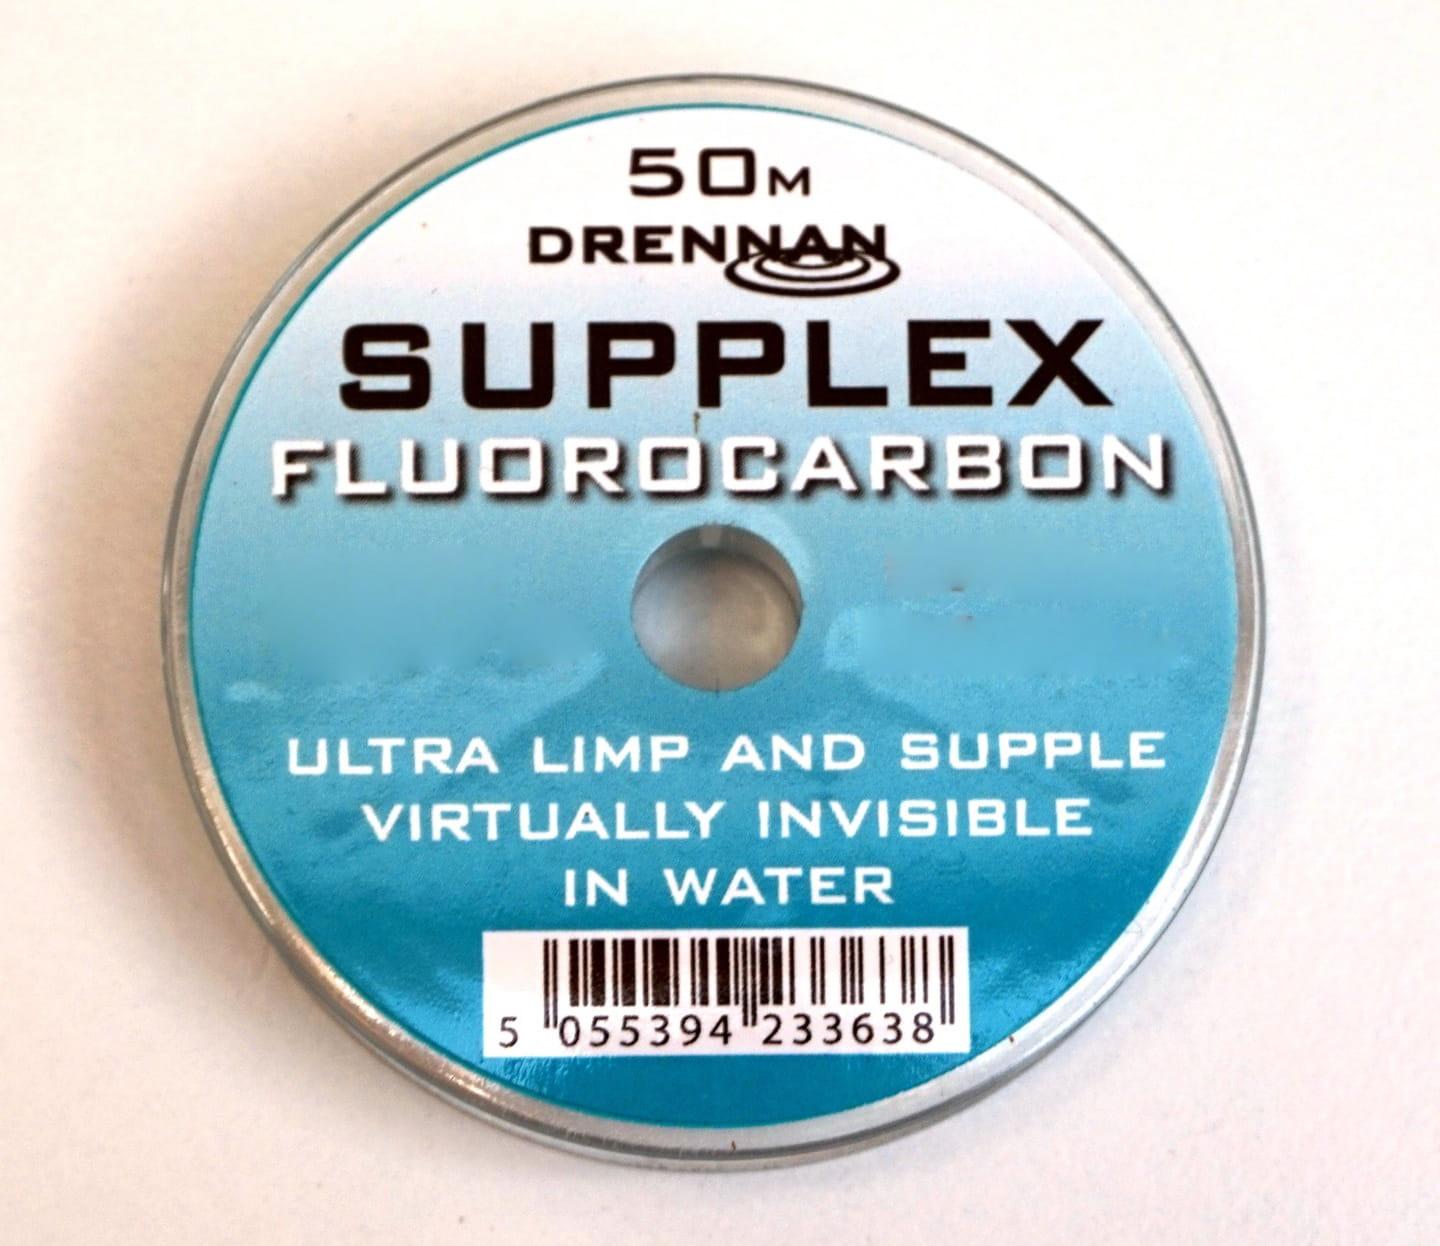 50M
DRENNAN
SUPPLEX
FLUOROCARBON
ULTRA LIMP AND SUPPLE
VIRTUALLY INVISIBLE
IN WATER
5 055394 233638